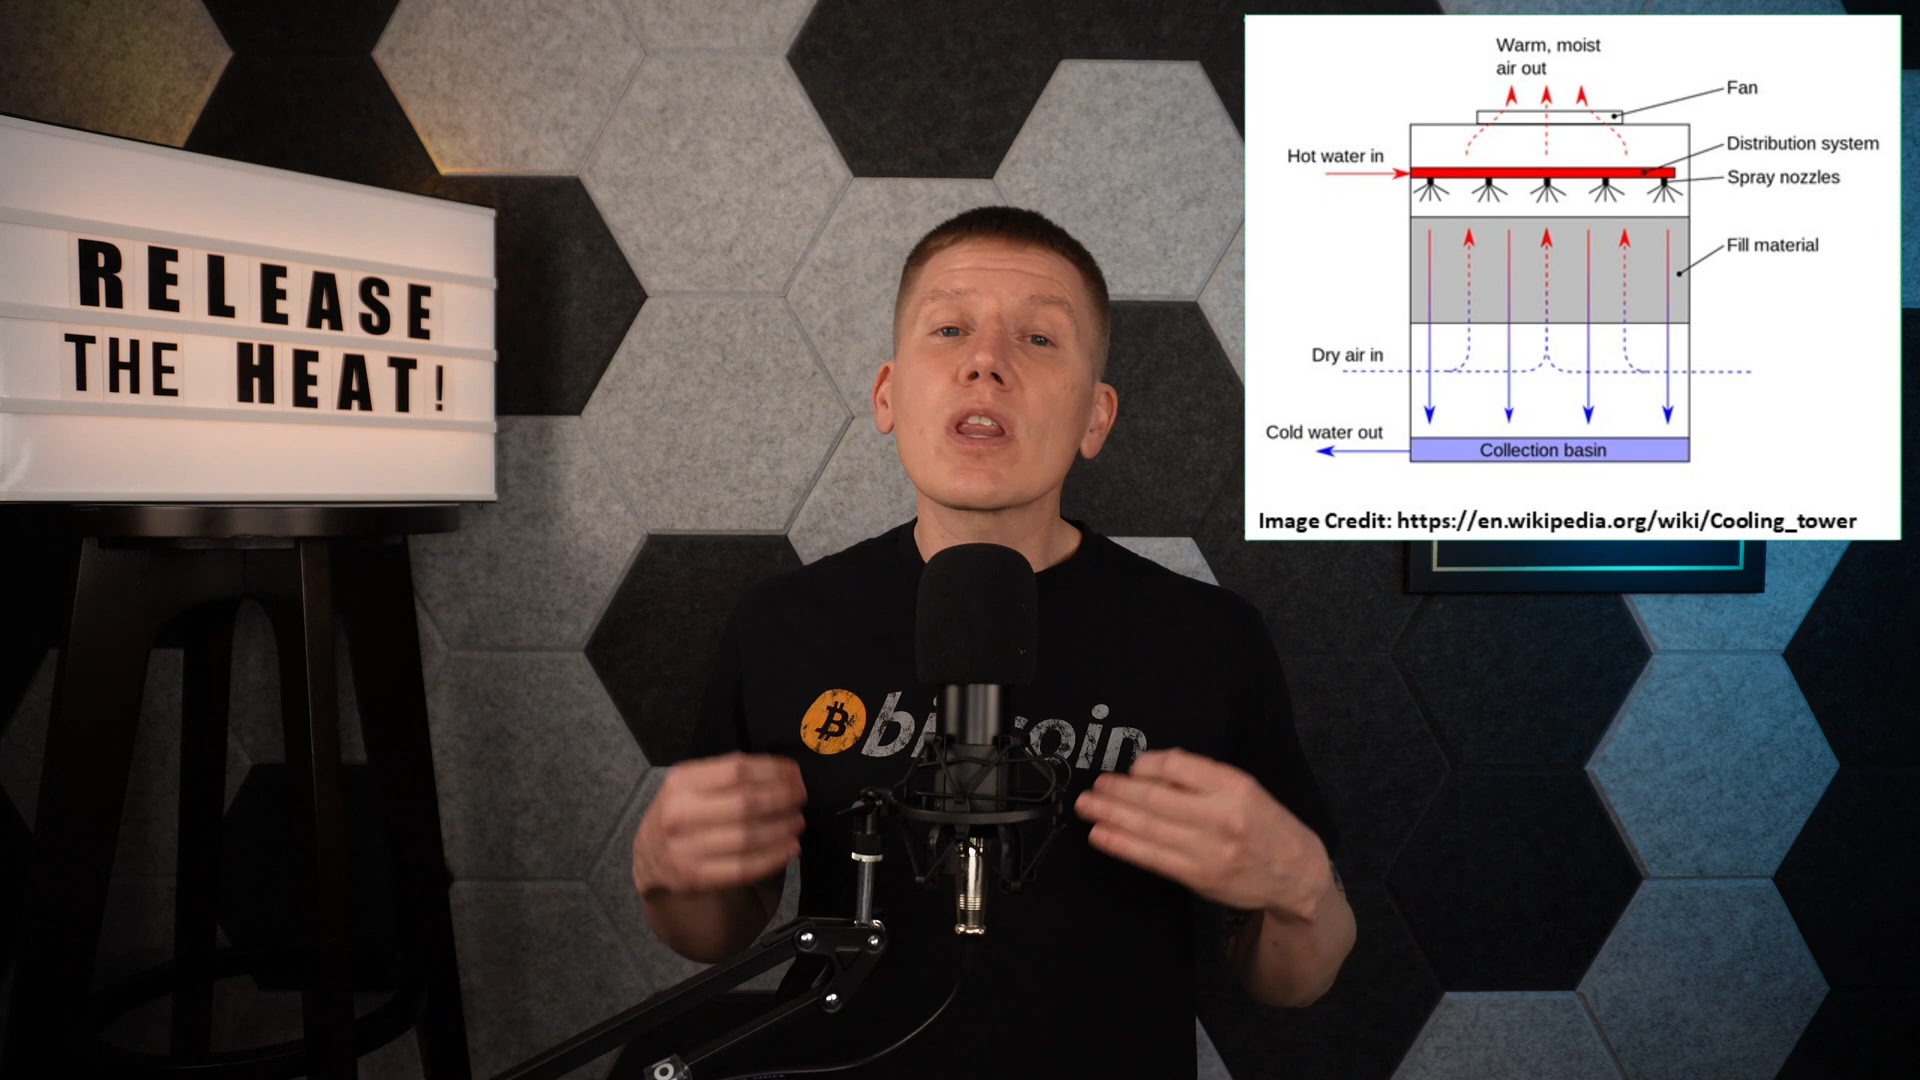 RELEASE
THE HEAT!
Warm, moist
air out
Fan
Hot water in
Distribution system
Spray nozzles
Fill material
Dry air in
Cold water out
Collection basin
Image Credit: https://en.wikipedia.org/wiki/Cooling_tower